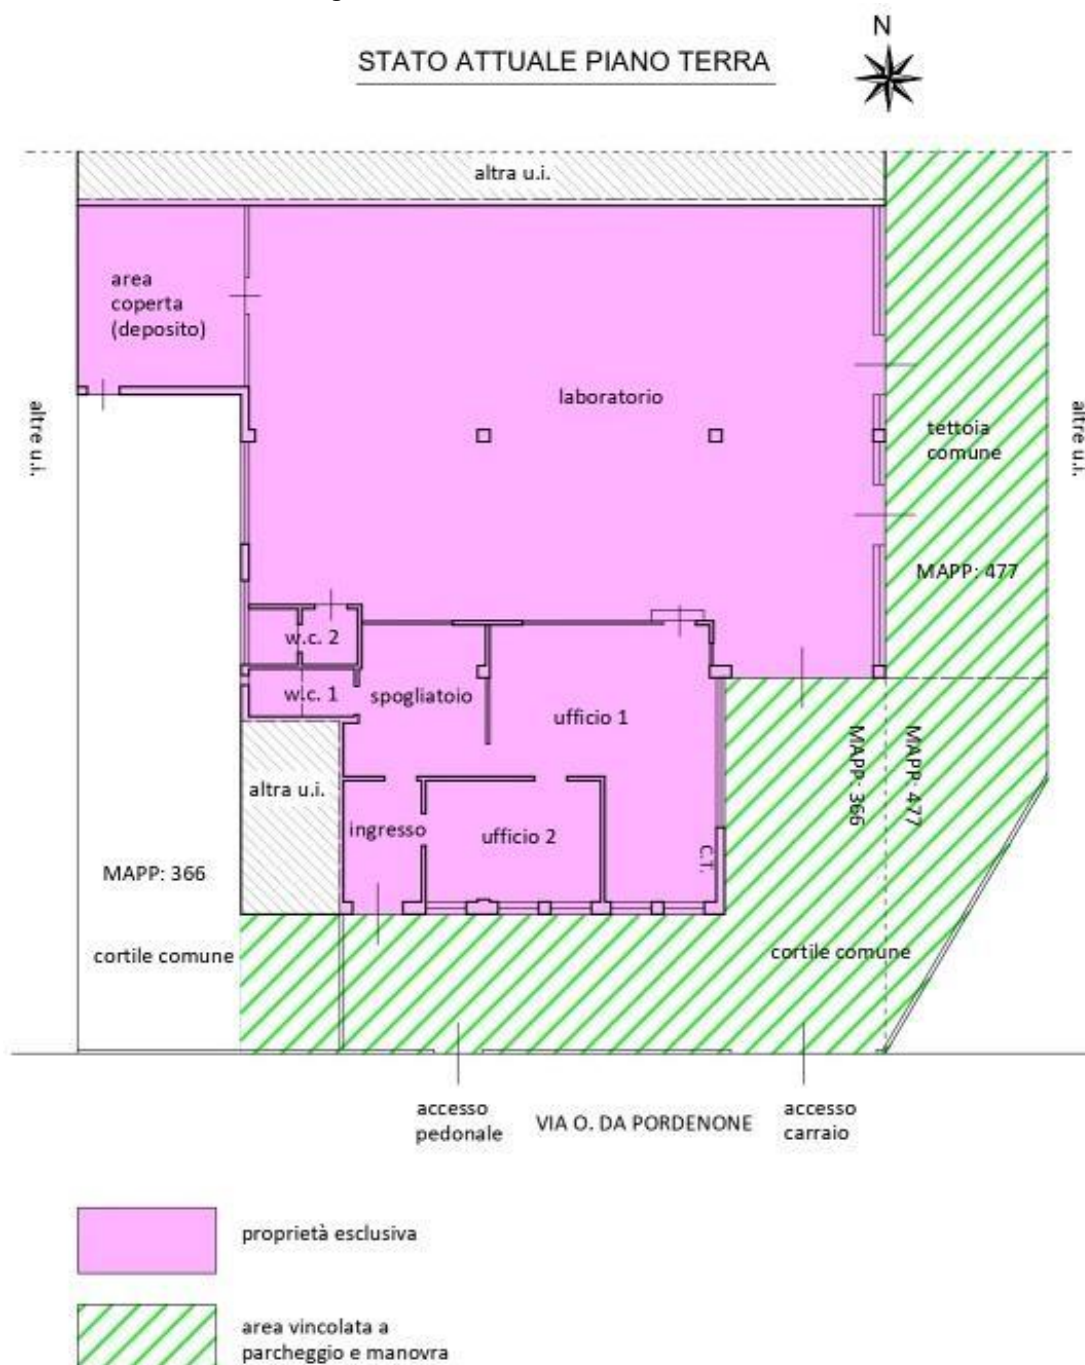 N
STATO ATTUALE PIANO TERRA
altra u.i.
area
coperta
(deposito)
laboratorio
altre u.i.
altre u.i.
tettoia
comune
MAPP: 477
w.c. 2
w.c. 1
spogliatoio
ufficio 1
MAPP: 366
MAPP: 477
altra u.i.
ingresso
ufficio 2
C.T.
MAPP: 366
cortile comune
cortile comune
accesso
pedonale
VIA O. DA PORDENONE
accesso
carraio
proprietà esclusiva
area vincolata a
parcheggio e manovra